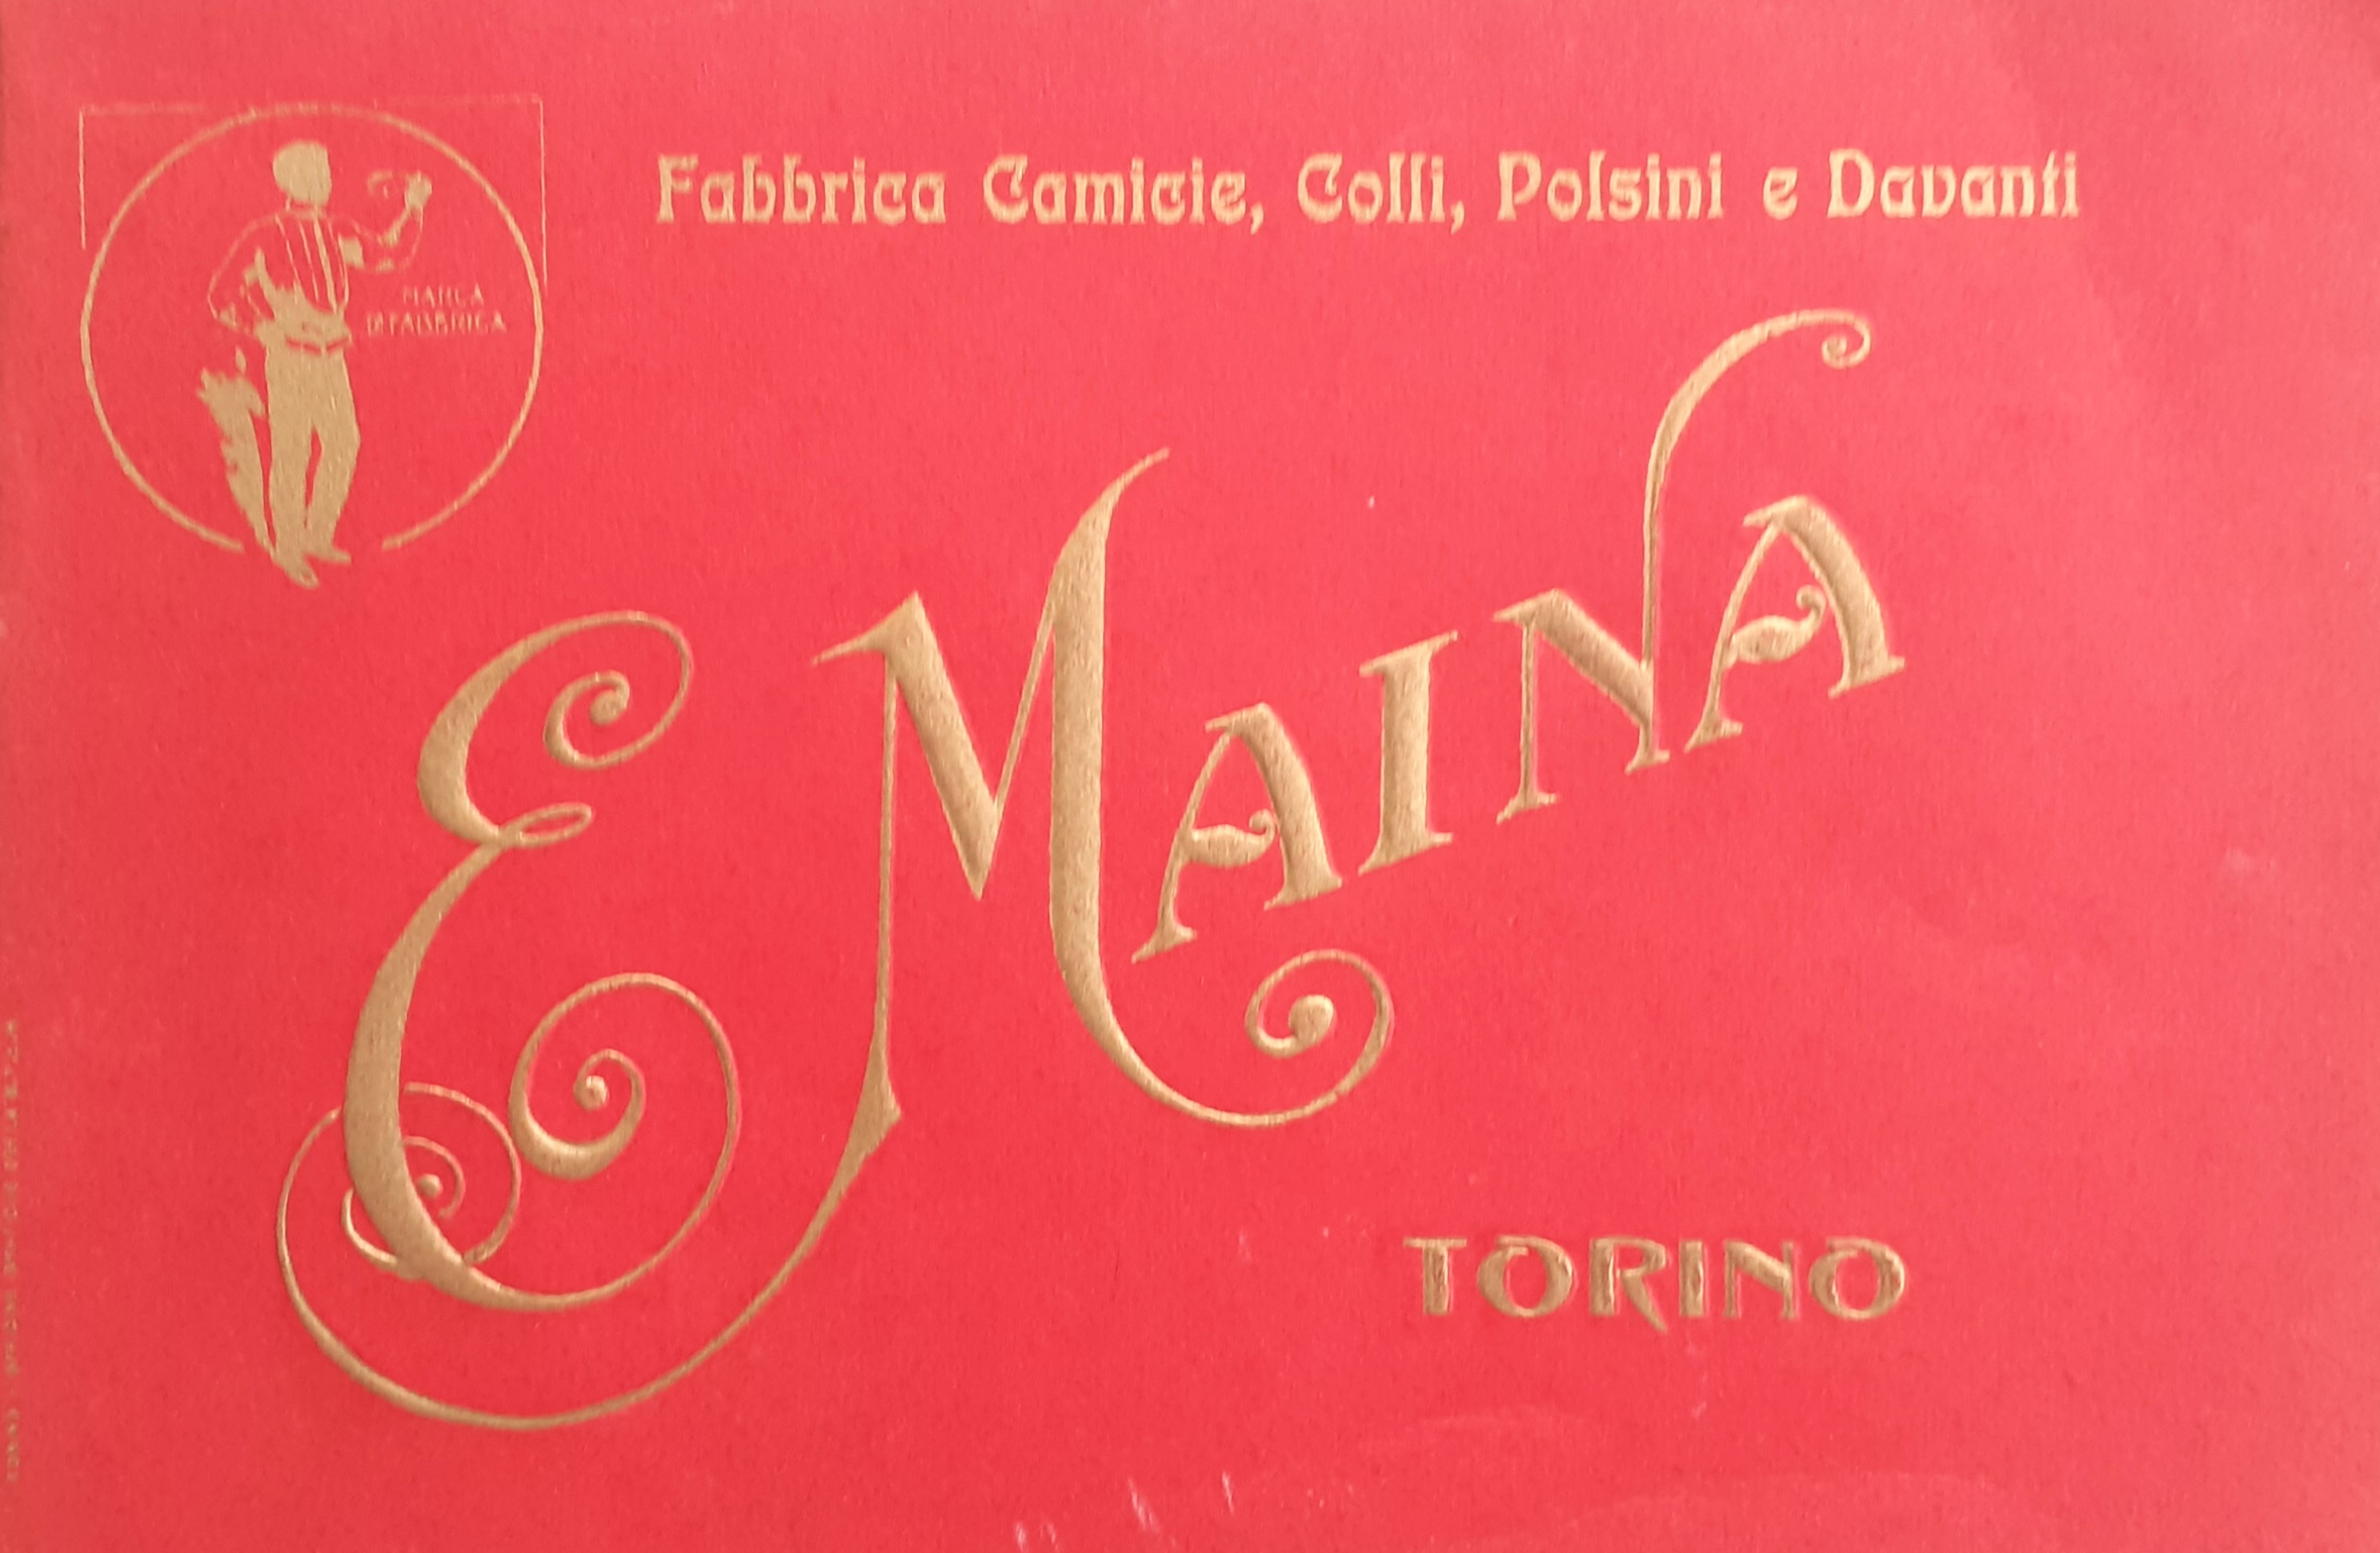 Fabbrica Camicie, Colli, Polsini e Davanti
MARCA
DI FABBRICA
E. MAINA
TORINO